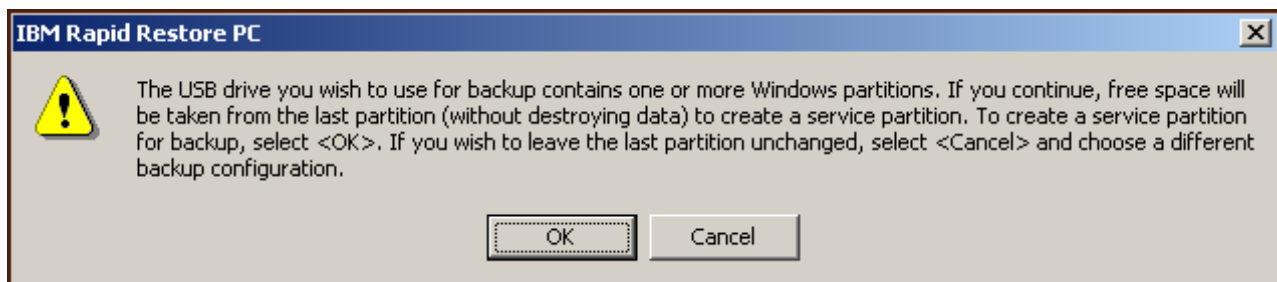 IBM Rapid Restore PC
The USB drive you wish to use for backup contains one or more Windows partitions. If you continue, free space will
be taken from the last partition (without destroying data) to create a service partition. To create a service partition
for backup, select <OK>. If you wish to leave the last partition unchanged, select <Cancel> and choose a different
backup configuration.
OK
Cancel